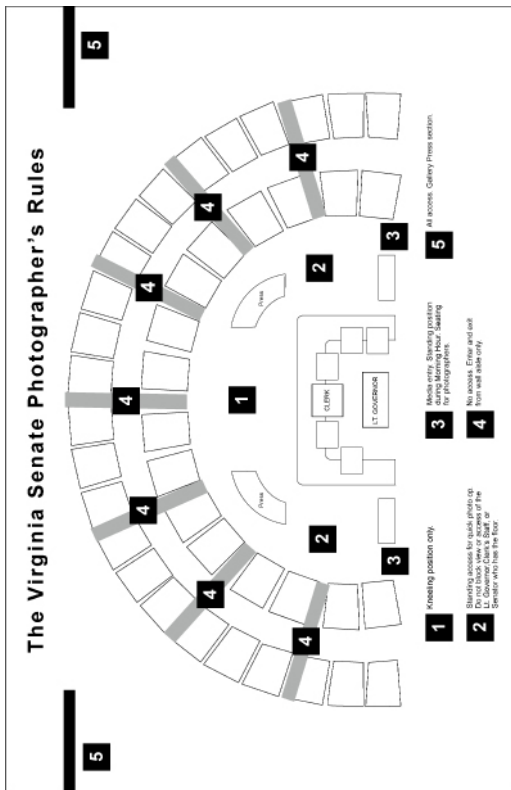 The Virginia Senate Photographer's Rules
5
5
4
4
4
4
4
1
Press
Press
4
4
2
2
CLERK
LT. GOVERNOR
3
3
1
Kneeling position only.
2
Standing access for quick photo op.
Do not block view or access of the
Lt. Governor,Clerk's Staff, or
Senator who has the floor.
3
Media entry. Standing position
during Morning Hour. Seating
for photographers.
4
No access. Enter and exit
from wall aisle only.
5
All access. Gallery Press section.